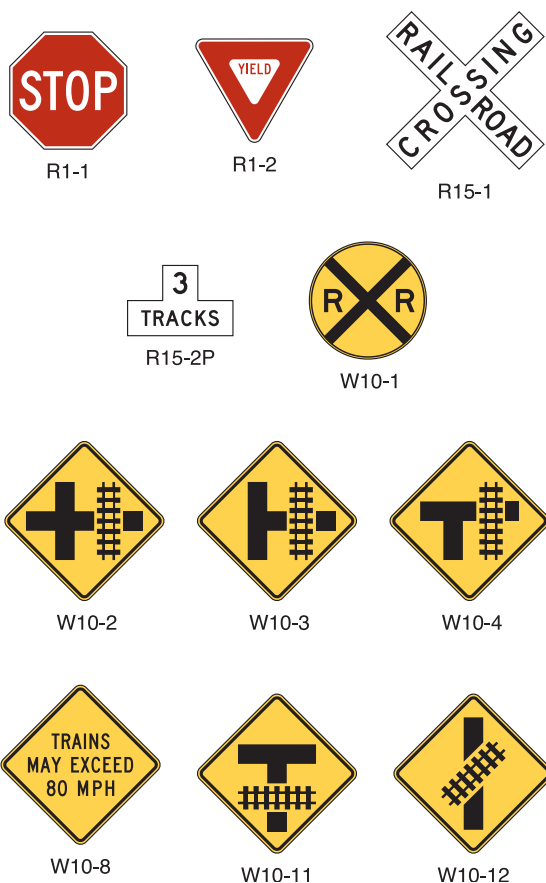 STOP
R1-1
YIELD
R1-2
RAILROAD
CROSSING
R15-1
3
TRACKS
R15-2P
R R
W10-1
W10-2
W10-3
W10-4
TRAINS
MAY EXCEED
80 MPH
W10-8
W10-11
W10-12